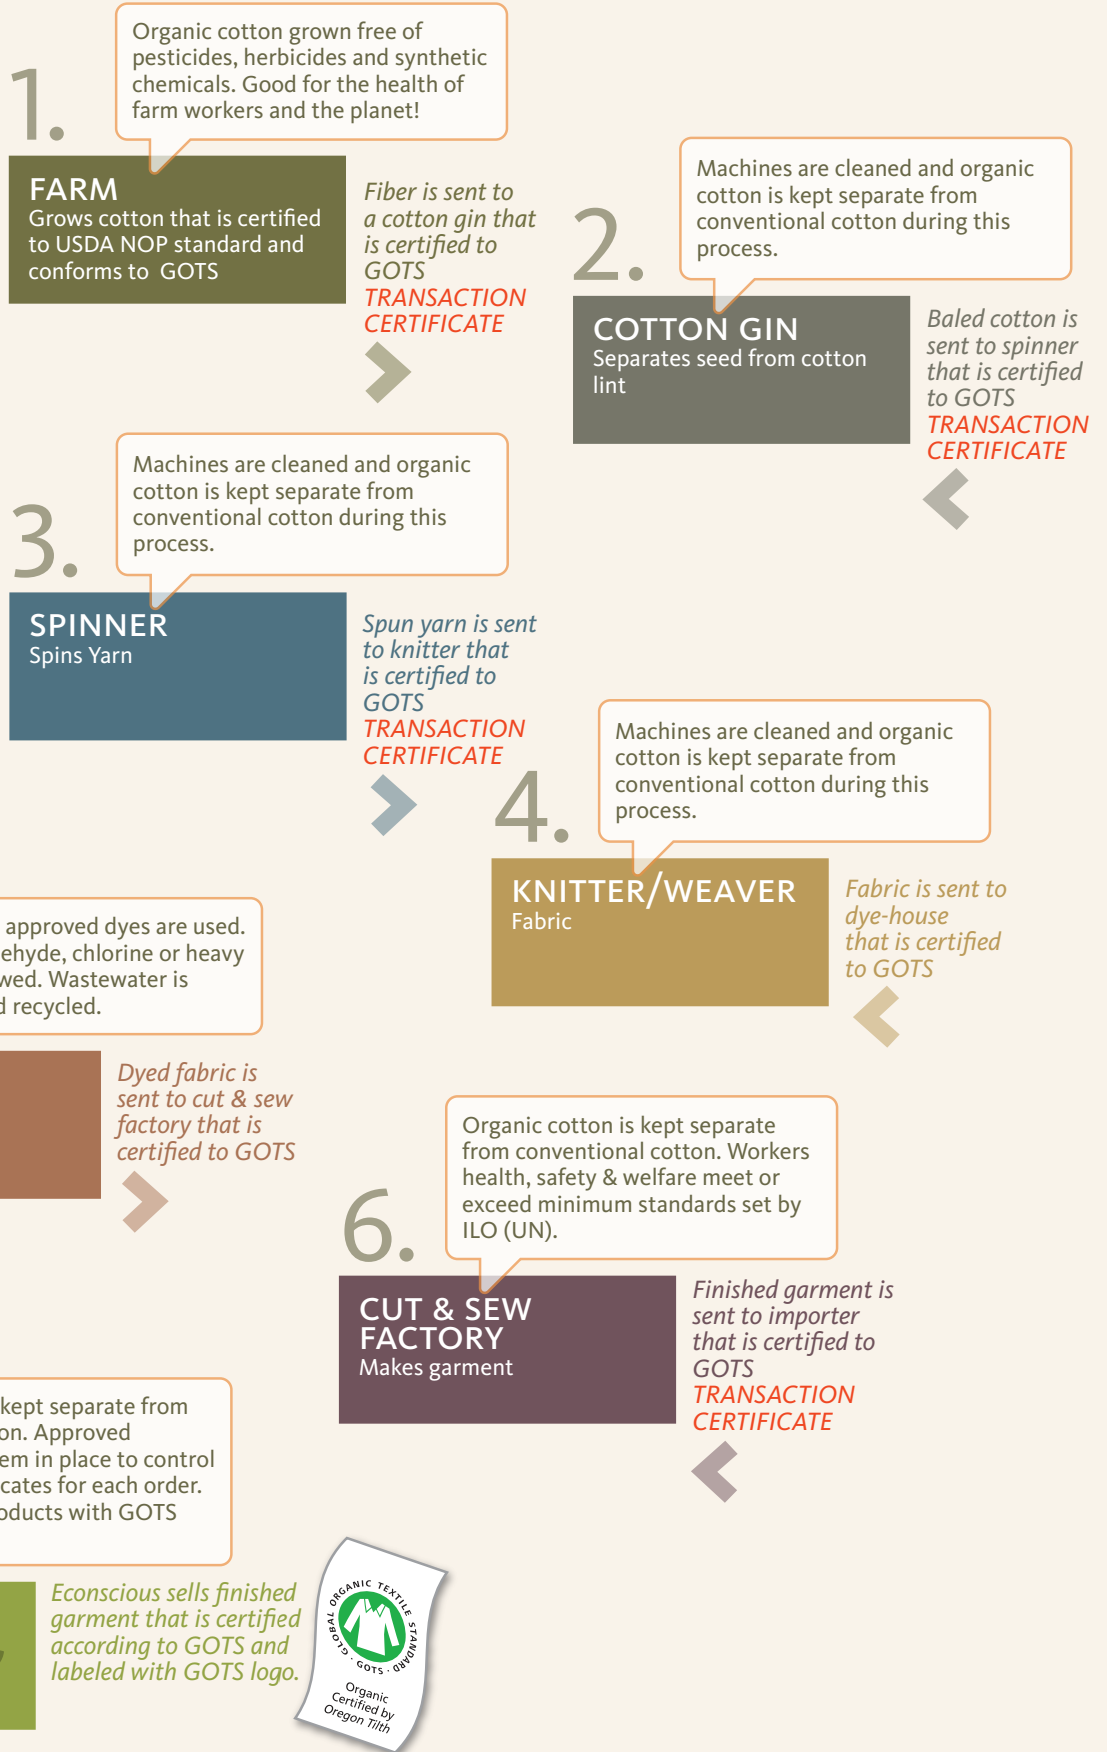 Organic cotton grown free of
pesticides, herbicides and synthetic
chemicals. Good for the health of
farm workers and the planet!
1.
FARM
Grows cotton that is certified
to USDA NOP standard and
conforms to GOTS
Fiber is sent to
a cotton gin that
is certified to
GOTS
TRANSACTION
CERTIFICATE
Machines are cleaned and organic
cotton is kept separate from
conventional cotton during this
process.
2.
COTTON GIN
Separates seed from cotton
lint
Baled cotton is
sent to spinner
that is certified
to GOTS
TRANSACTION
CERTIFICATE
Machines are cleaned and organic
cotton is kept separate from
conventional cotton during this
process.
3.
SPINNER
Spins Yarn
Spun yarn is sent
to knitter that
is certified to
GOTS
TRANSACTION
CERTIFICATE
Machines are cleaned and organic
cotton is kept separate from
conventional cotton during this
process.
4.
KNITTER/WEAVER
Fabric
Fabric is sent to
dye-house
that is certified
to GOTS
approved dyes are used.
ehyde, chlorine or heavy
wed. Wastewater is
d recycled.
Dyed fabric is
sent to cut & sew
factory that is
certified to GOTS
Organic cotton is kept separate
from conventional cotton. Workers
health, safety & welfare meet or
exceed minimum standards set by
ILO (UN).
6.
CUT & SEW
FACTORY
Makes garment
Finished garment is
sent to importer
that is certified to
GOTS
TRANSACTION
CERTIFICATE
kept separate from
on. Approved
em in place to control
cates for each order.
oducts with GOTS
Econscious sells finished
garment that is certified
according to GOTS and
labeled with GOTS logo.
GLOBAL ORGANIC TEXTILE STANDARD · GOTS ·
Organic
Certified by
Oregon Tilth